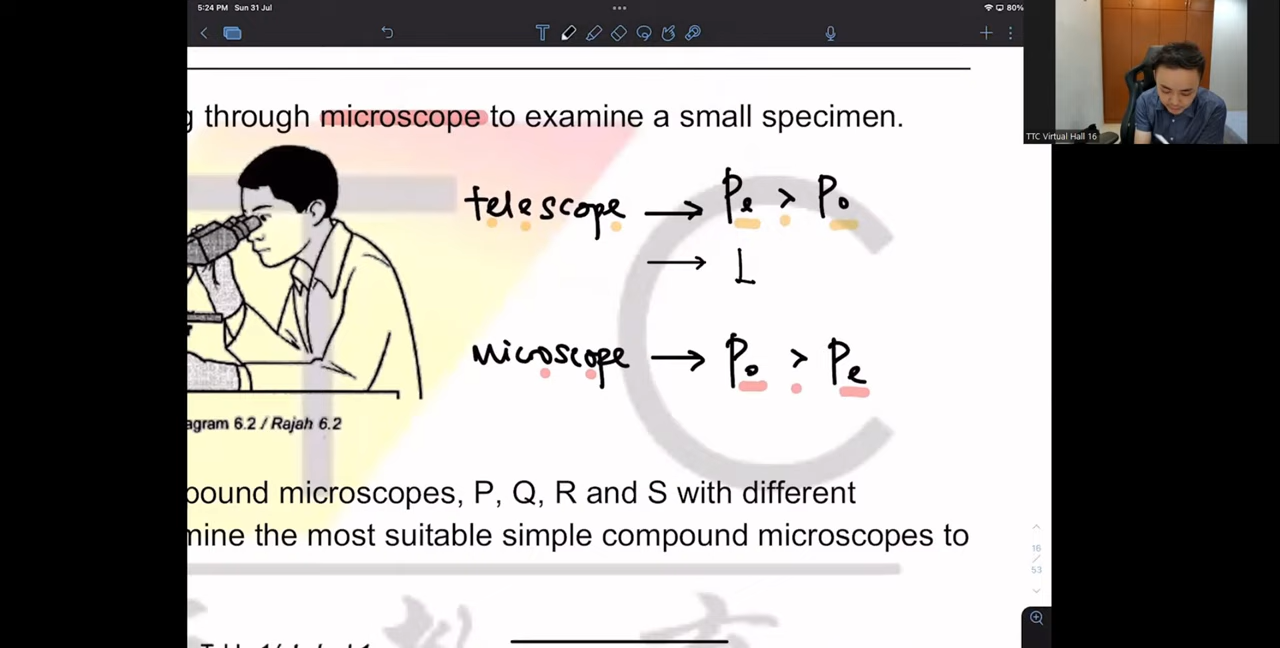 5:24 PM Sun 31 Jul
80%
TTC Virtual Hall 16
g through microscope to examine a small specimen.
telescope → Pe > Po
→ L
micoscope → Po > Pe
agram 6.2 / Rajah 6.2
ound microscopes, P, Q, R and S with different
mine the most suitable simple compound microscopes to
16
/
53